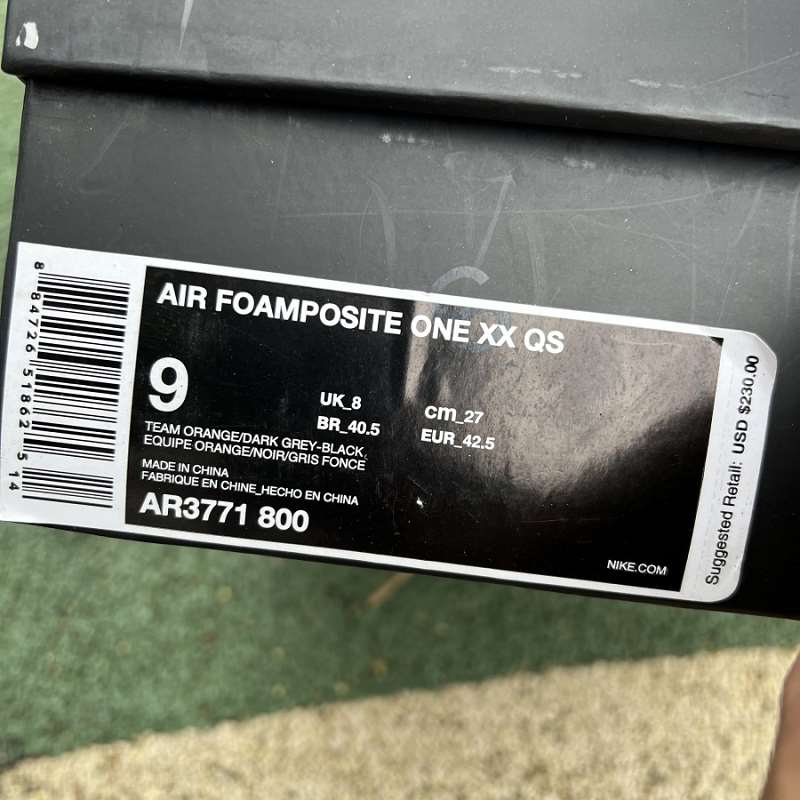 AIR FOAMPOSITE ONE XX QS
9
UK_8
BR_40.5
cm_27
EUR_42.5
TEAM ORANGE/DARK GREY-BLACK
EQUIPE ORANGE/NOIR/GRIS FONCE
MADE IN CHINA
FABRIQUE EN CHINE_HECHO EN CHINA
AR3771 800
NIKE.COM
Suggested Retail: USD $230.00
8 84726 51862 5 14